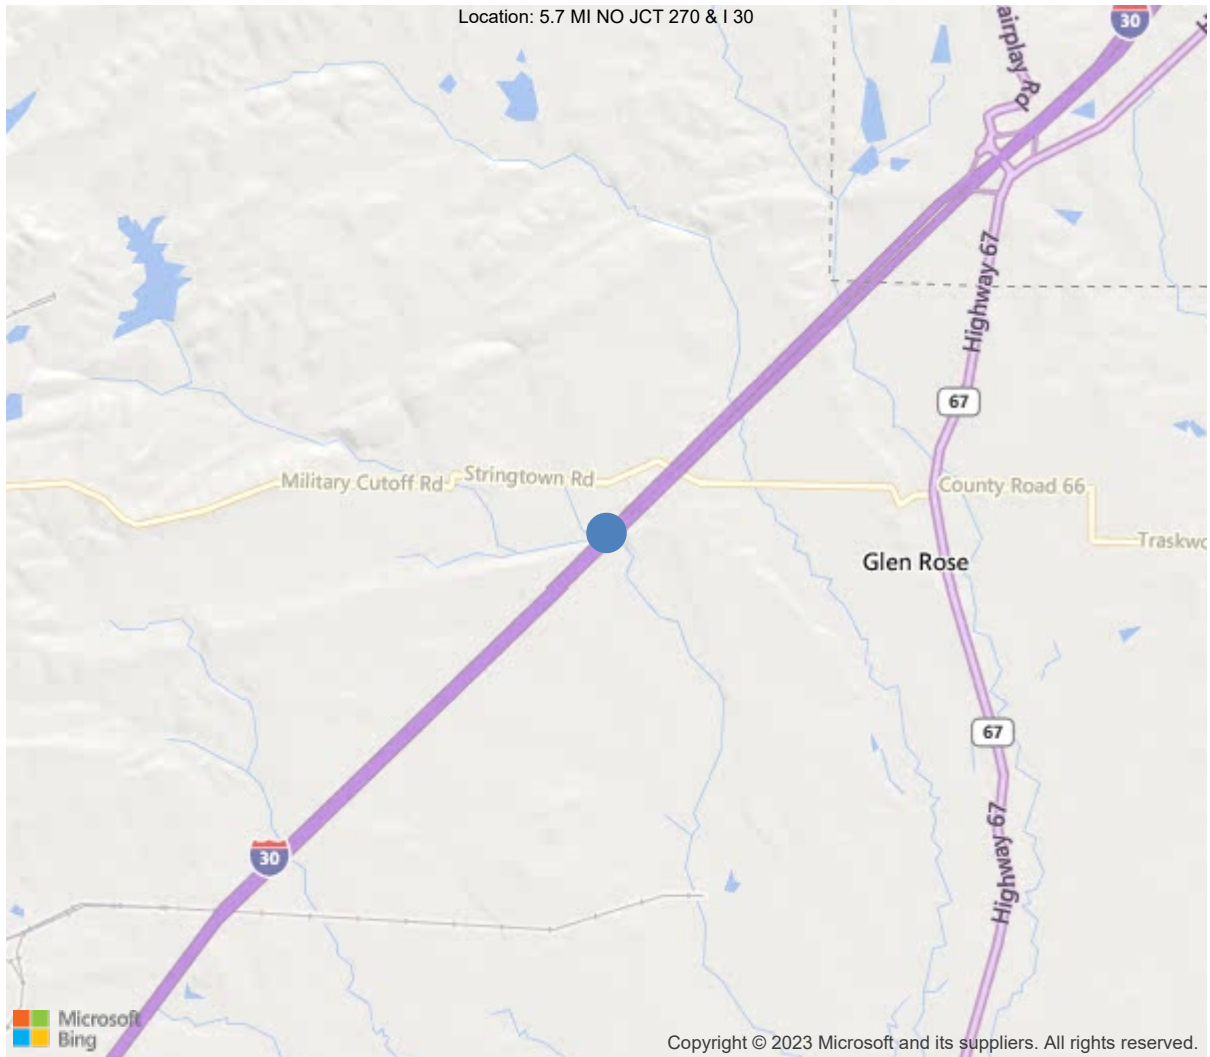 Location: 5.7 MI NO JCT 270 & I 30
30
airplay Rd
Highway 67
67
Military Cutoff Rd
Stringtown Rd
County Road 66
Traskwo
Glen Rose
67
30
Highway 67
Microsoft
Bing
Copyright © 2023 Microsoft and its suppliers. All rights reserved.